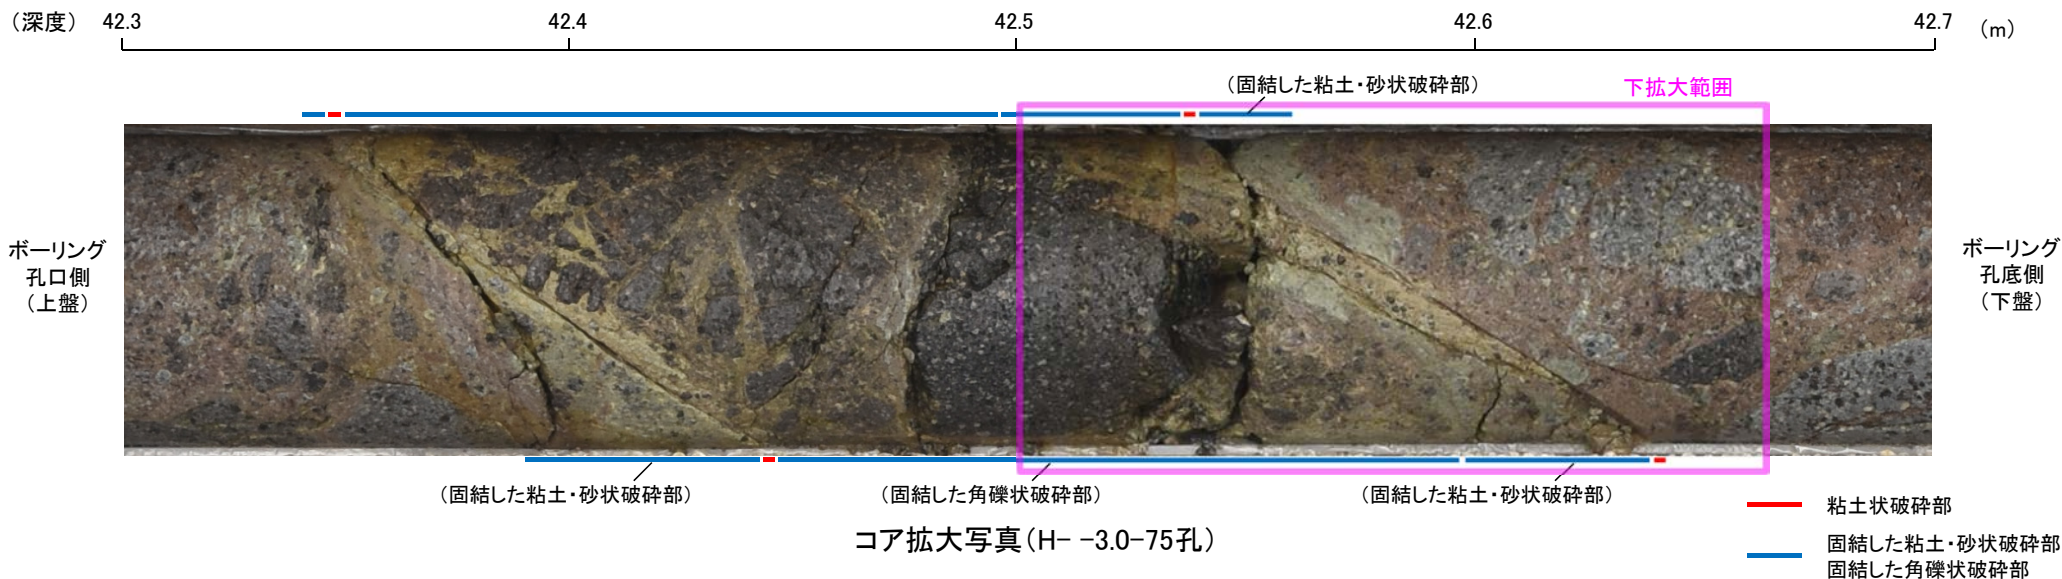 （深度） 42.3 42.4 42.5 42.6 42.7 （m）
（固結した粘土・砂状破砕部）
下拡大範囲
ボーリング
孔口側
（上盤）
ボーリング
孔底側
（下盤）
（固結した粘土・砂状破砕部） （固結した角礫状破砕部） （固結した粘土・砂状破砕部）
コア拡大写真（H- -3.0-75孔）
粘土状破砕部
固結した粘土・砂状破砕部
固結した角礫状破砕部